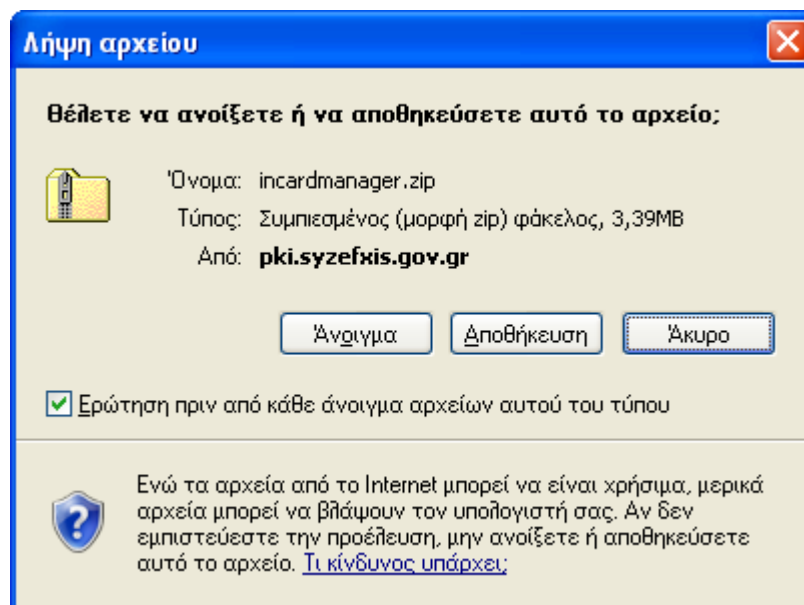 Λήψη αρχείου
Θέλετε να ανοίξετε ή να αποθηκεύσετε αυτό το αρχείο;
Όνομα: incardmanager.zip
Τύπος: Συμπιεσμένος (μορφή zip) φάκελος, 3,39MB
Από: pki.syzefxis.gov.gr
Άνοιγμα Αποθήκευση Άκυρο
Ερώτηση πριν από κάθε άνοιγμα αρχείων αυτού του τύπου
Ενώ τα αρχεία από το Internet μπορεί να είναι χρήσιμα, μερικά
αρχεία μπορεί να βλάψουν τον υπολογιστή σας. Αν δεν
εμπιστεύεστε την προέλευση, μην ανοίξετε ή αποθηκεύσετε
αυτό το αρχείο. Τι κίνδυνος υπάρχει;